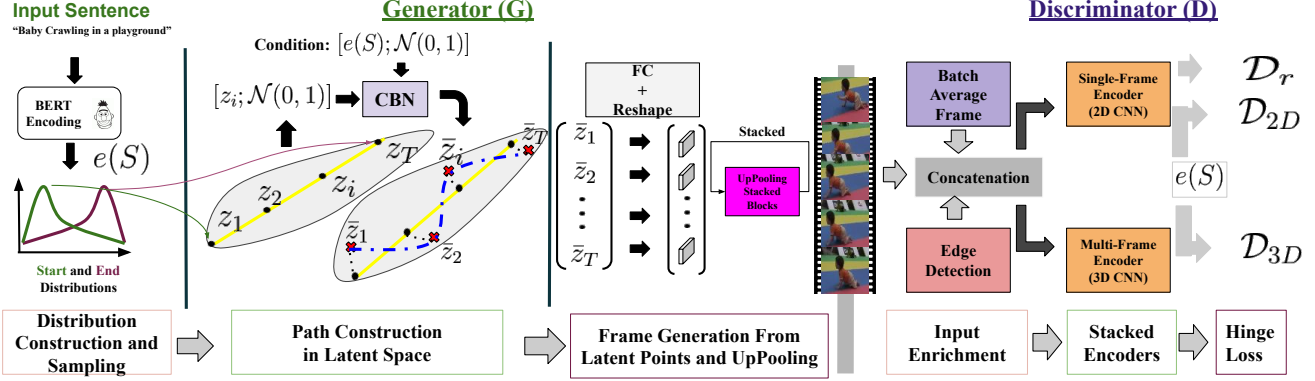 Input Sentence
“Baby Crawling in a playground”
BERT
Encoding
e(S)
Start and End
Distributions
Distribution
Construction and
Sampling
Generator (G)
Condition: [e(S); 𝒩(0, 1)]
[z_i; 𝒩(0, 1)]
CBN
z_1
z_2
z_i
z_T
z̅_1
z̅_2
z̅_i
z̅_T
Path Construction
in Latent Space
FC
+
Reshape
z̅_1
z̅_2
z̅_T
Stacked
UpPooling
Stacked
Blocks
Frame Generation From
Latent Points and UpPooling
Discriminator (D)
Batch
Average
Frame
Concatenation
Edge
Detection
Single-Frame
Encoder
(2D CNN)
Multi-Frame
Encoder
(3D CNN)
𝒟_r
𝒟_{2D}
e(S)
𝒟_{3D}
Input
Enrichment
Stacked
Encoders
Hinge
Loss